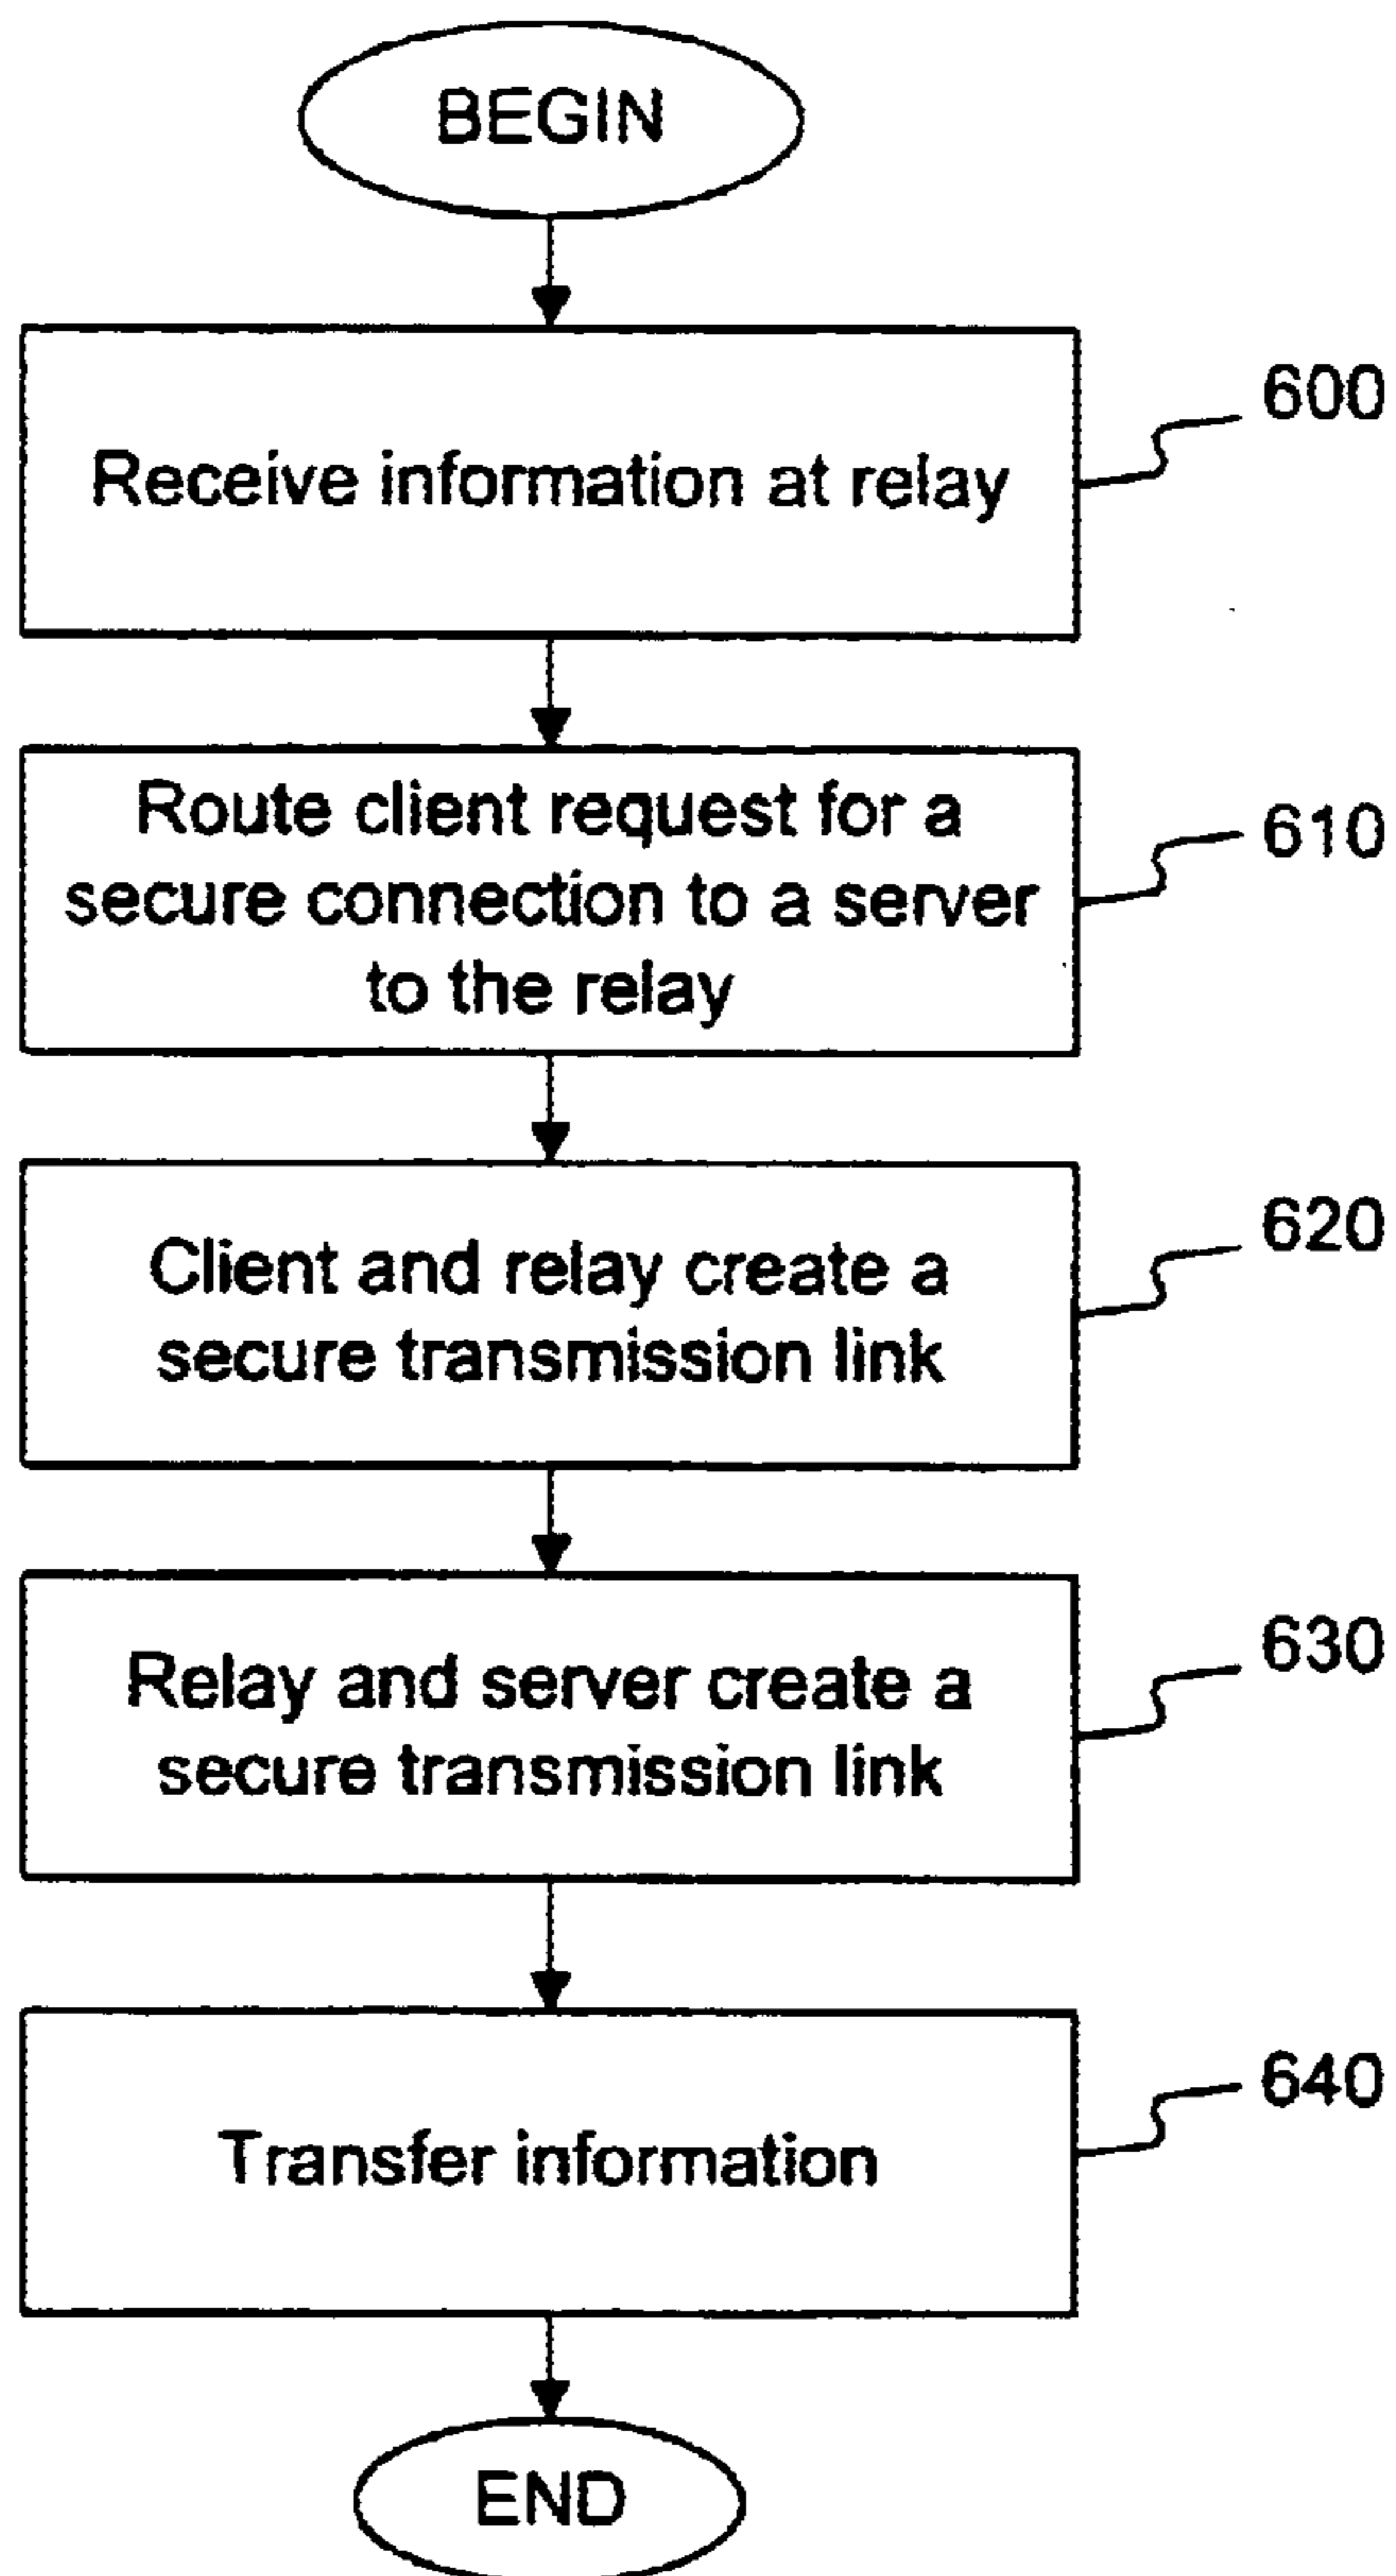 BEGIN
Receive information at relay
600
Route client request for a
secure connection to a server
to the relay
610
Client and relay create a
secure transmission link
620
Relay and server create a
secure transmission link
630
Transfer information
640
END